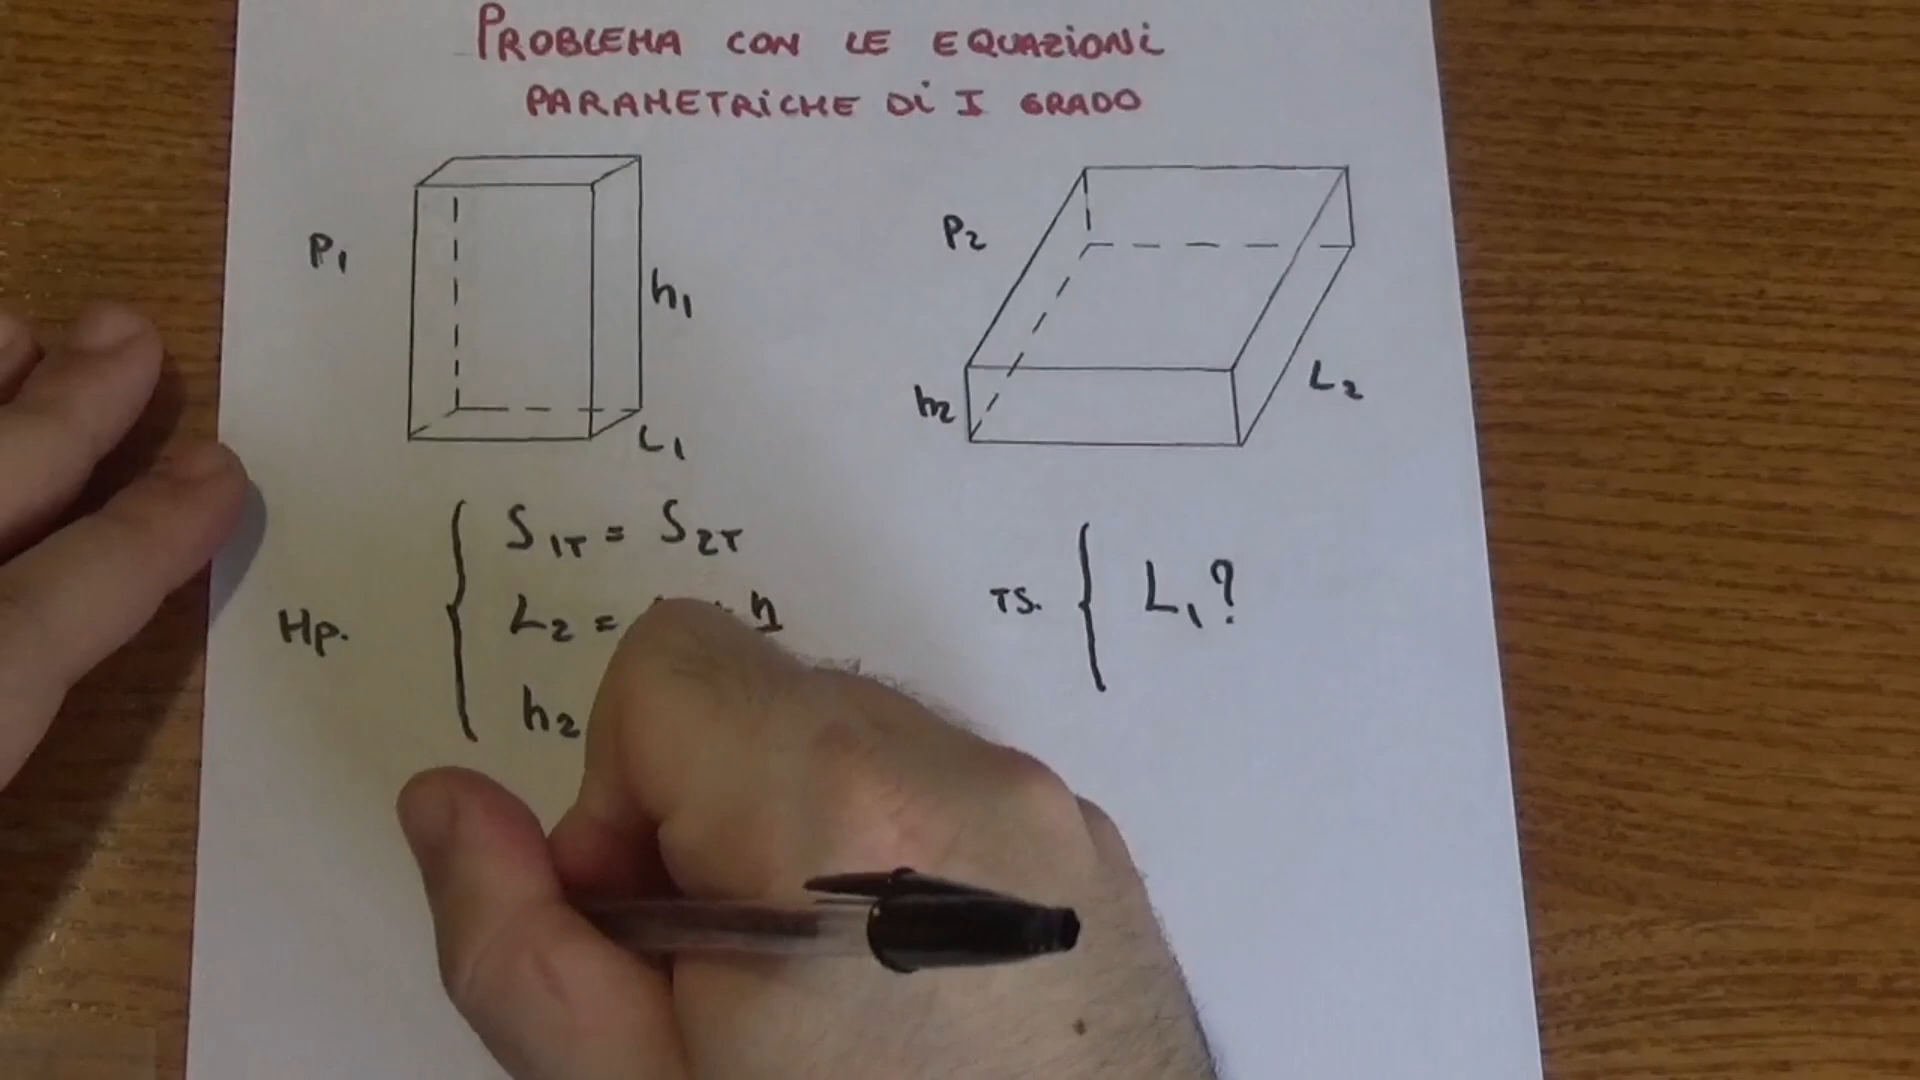 PROBLEMA CON LE EQUAZIONI
PARAMETRICHE Di I GRADO
P1
h1
L1
P2
h2
L2
Hp.
S1T = S2T
L2 =
h2
TS.
L1?